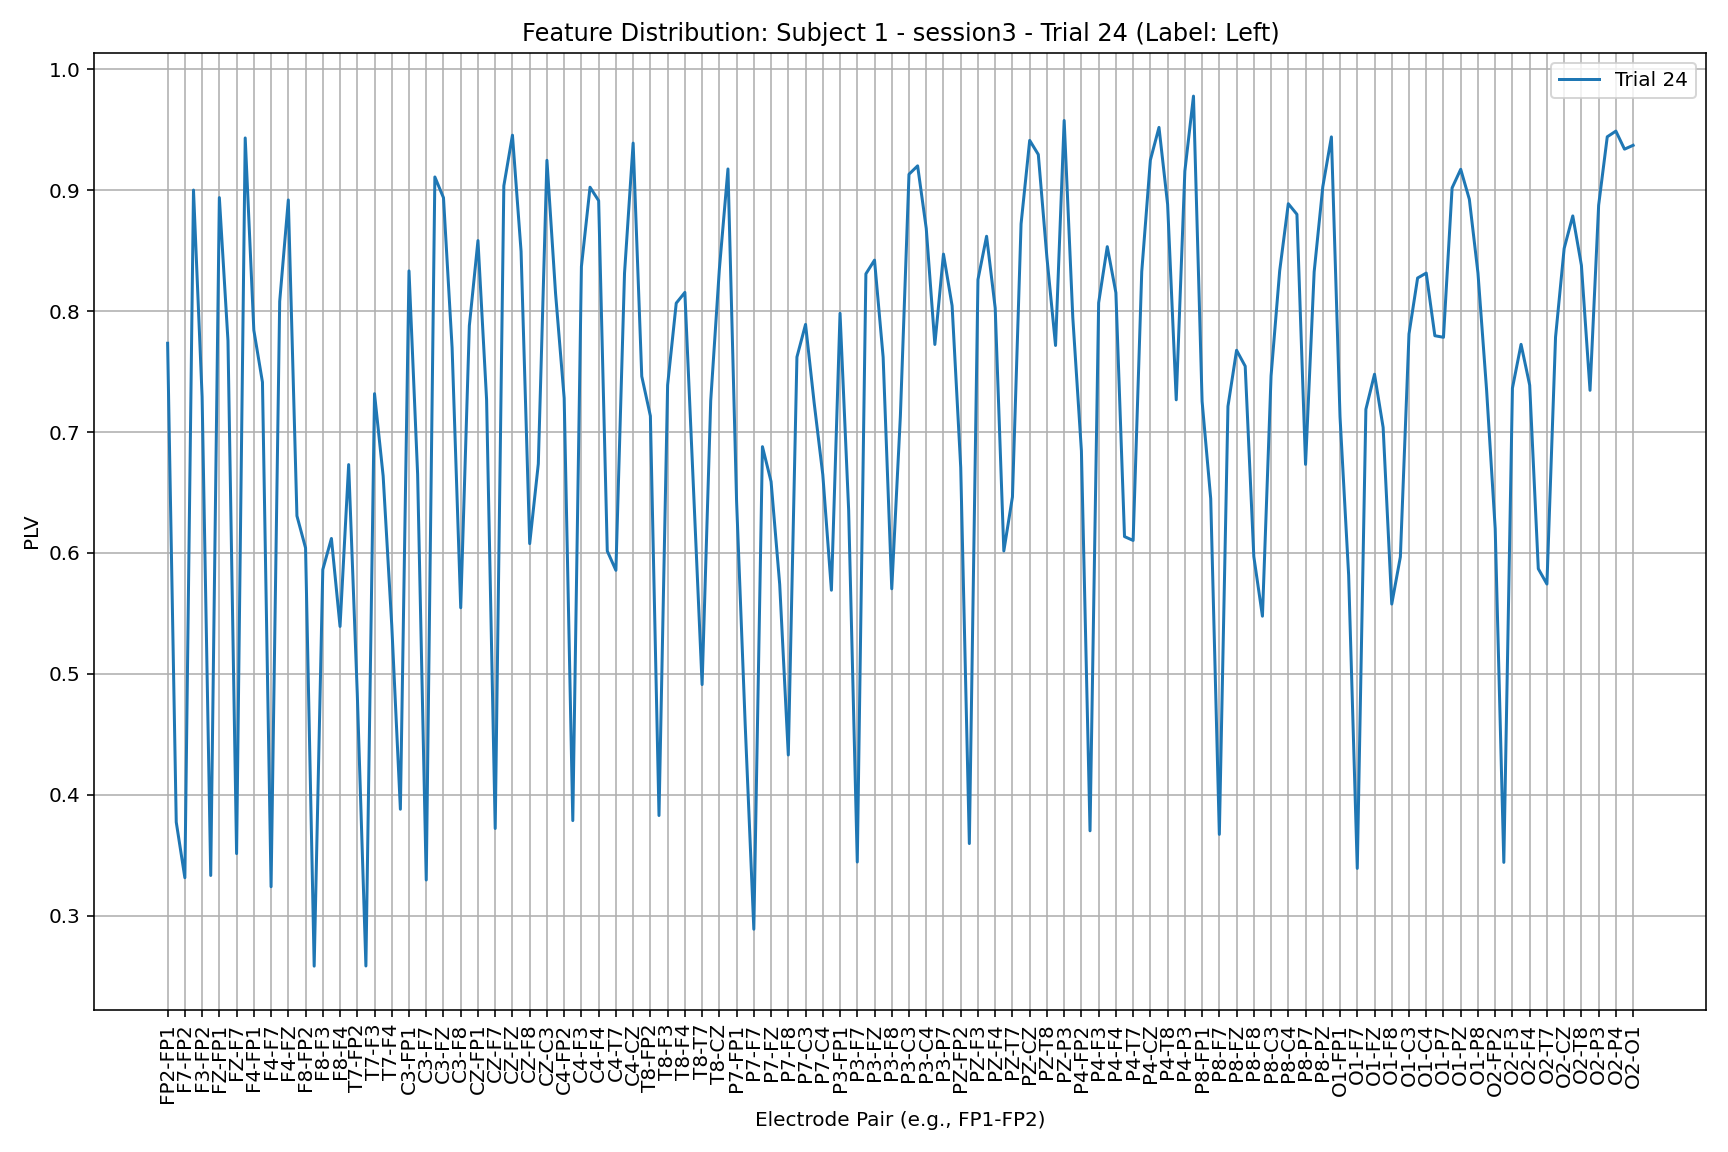 Feature Distribution: Subject 1 - session3 - Trial 24 (Label: Left)
Trial 24
PLV
1.0
0.9
0.8
0.7
0.6
0.5
0.4
0.3
FP2-FP1
F7-FP2
F3-FP2
FZ-FP1
FZ-F7
F4-FP1
F4-F7
F4-FZ
F8-FP2
F8-F3
F8-F4
T7-FP2
T7-F3
T7-F4
C3-FP1
C3-F7
C3-FZ
C3-F8
CZ-FP1
CZ-F7
CZ-FZ
CZ-F8
CZ-C3
C4-FP2
C4-F3
C4-F4
C4-T7
C4-CZ
T8-FP2
T8-F3
T8-F4
T8-T7
T8-CZ
P7-FP1
P7-F7
P7-FZ
P7-F8
P7-C3
P7-C4
P3-FP1
P3-F7
P3-FZ
P3-F8
P3-C3
P3-C4
P3-P7
PZ-FP2
PZ-F3
PZ-F4
PZ-T7
PZ-CZ
PZ-T8
PZ-P3
P4-FP2
P4-F3
P4-F4
P4-T7
P4-CZ
P4-T8
P4-P3
P8-FP1
P8-F7
P8-FZ
P8-F8
P8-C3
P8-C4
P8-P7
P8-PZ
O1-FP1
O1-F7
O1-FZ
O1-F8
O1-C3
O1-C4
O1-P7
O1-PZ
O1-P8
O2-FP2
O2-F3
O2-F4
O2-T7
O2-CZ
O2-T8
O2-P3
O2-P4
O2-O1
Electrode Pair (e.g., FP1-FP2)